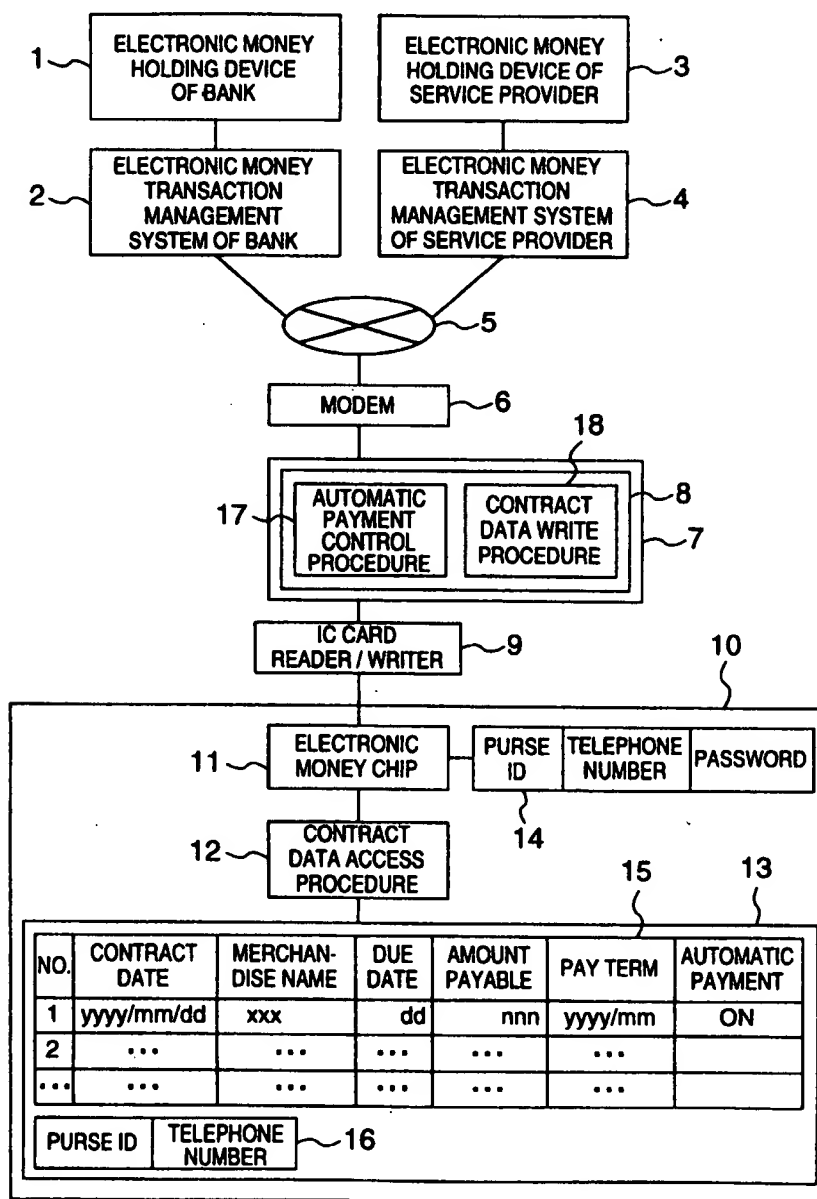 1
ELECTRONIC MONEY
HOLDING DEVICE
OF BANK
ELECTRONIC MONEY
HOLDING DEVICE OF
SERVICE PROVIDER
3
2
ELECTRONIC MONEY
TRANSACTION
MANAGEMENT
SYSTEM OF BANK
ELECTRONIC MONEY
TRANSACTION
MANAGEMENT SYSTEM
OF SERVICE PROVIDER
4
5
MODEM
6
18
17
AUTOMATIC
PAYMENT
CONTROL
PROCEDURE
CONTRACT
DATA WRITE
PROCEDURE
8
7
IC CARD
READER / WRITER
9
10
11
ELECTRONIC
MONEY CHIP
PURSE
ID
TELEPHONE
NUMBER
PASSWORD
14
12
CONTRACT
DATA ACCESS
PROCEDURE
15
13
NO.
CONTRACT
DATE
MERCHAN-
DISE NAME
DUE
DATE
AMOUNT
PAYABLE
PAY TERM
AUTOMATIC
PAYMENT
1 yyyy/mm/dd xxx dd nnn yyyy/mm ON
2 ... ... ... ... ...
... ... ... ... ... ...
PURSE ID
TELEPHONE
NUMBER
16